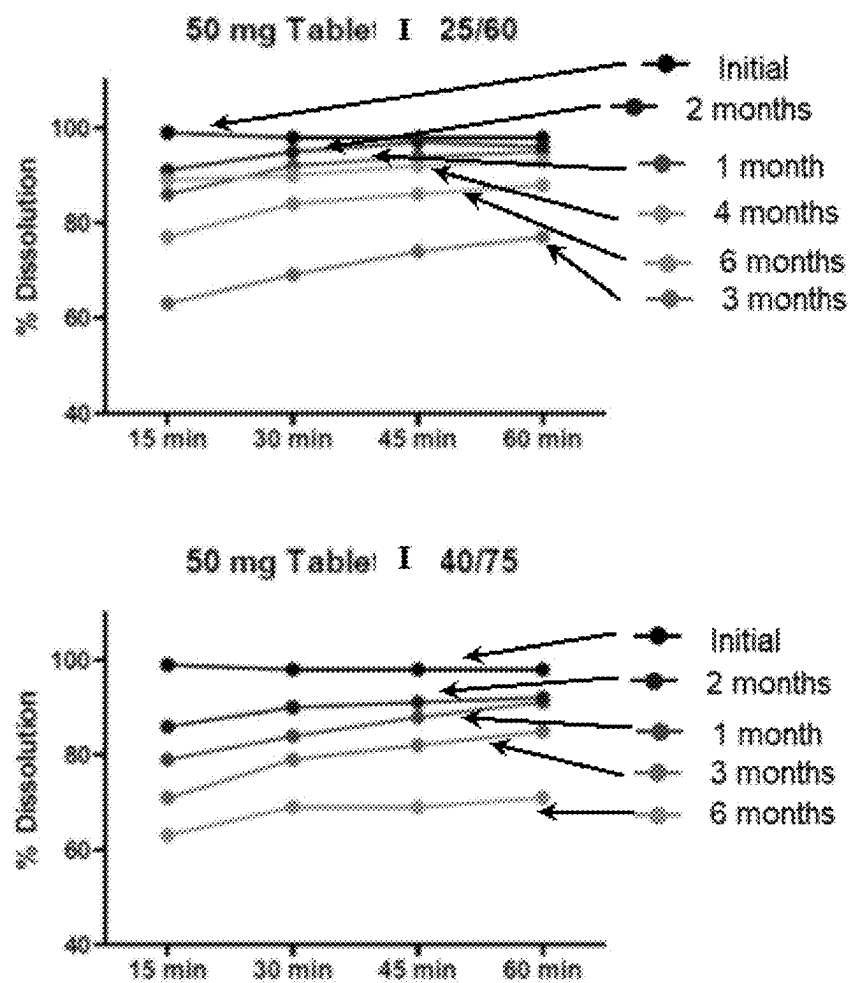 50 mg Tablet I 25/60
Initial
2 months
1 month
4 months
6 months
3 months
100
80
60
40
% Dissolution
15 min 30 min 45 min 60 min
50 mg Tablet I 40/75
Initial
2 months
1 month
3 months
6 months
100
80
60
40
% Dissolution
15 min 30 min 45 min 60 min